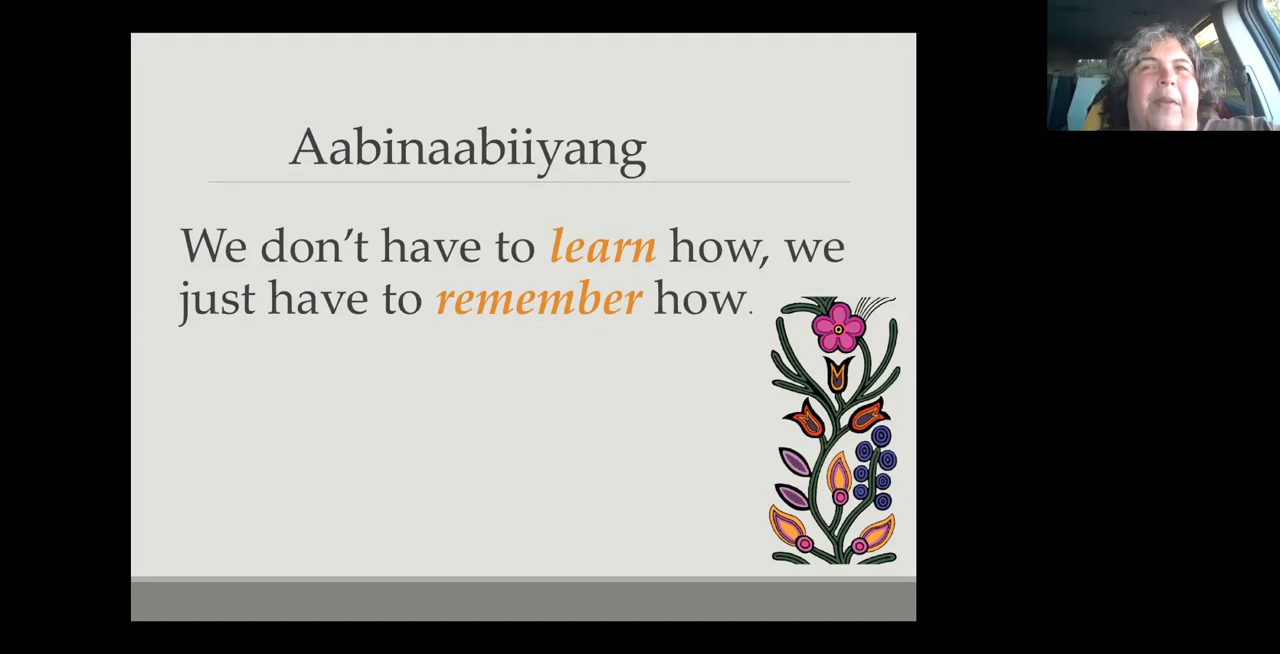 Aabinaabiiyang
We don’t have to learn how, we
just have to remember how.